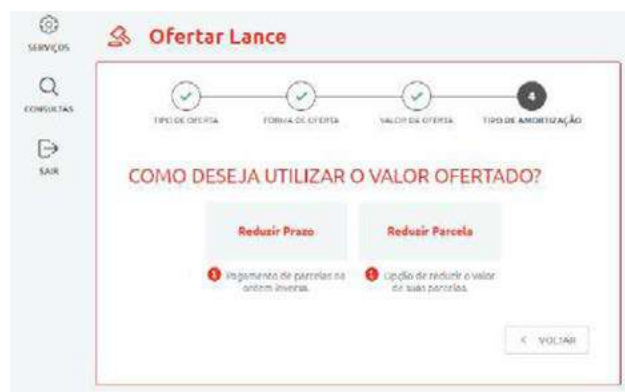 SERVIÇOS
Ofertar Lance
CONSULTAS
SAIR
4
TIPO DE OFERTA
FORMA DE OFERTA
VALOR DA OFERTA
TIPO DE AMORTIZAÇÃO
COMO DESEJA UTILIZAR O VALOR OFERTADO?
Reduzir Prazo
Reduzir Parcela
Pagamento de parcelas na
ordem inversa.
Opção de reduzir o valor
de suas parcelas.
< VOLTAR